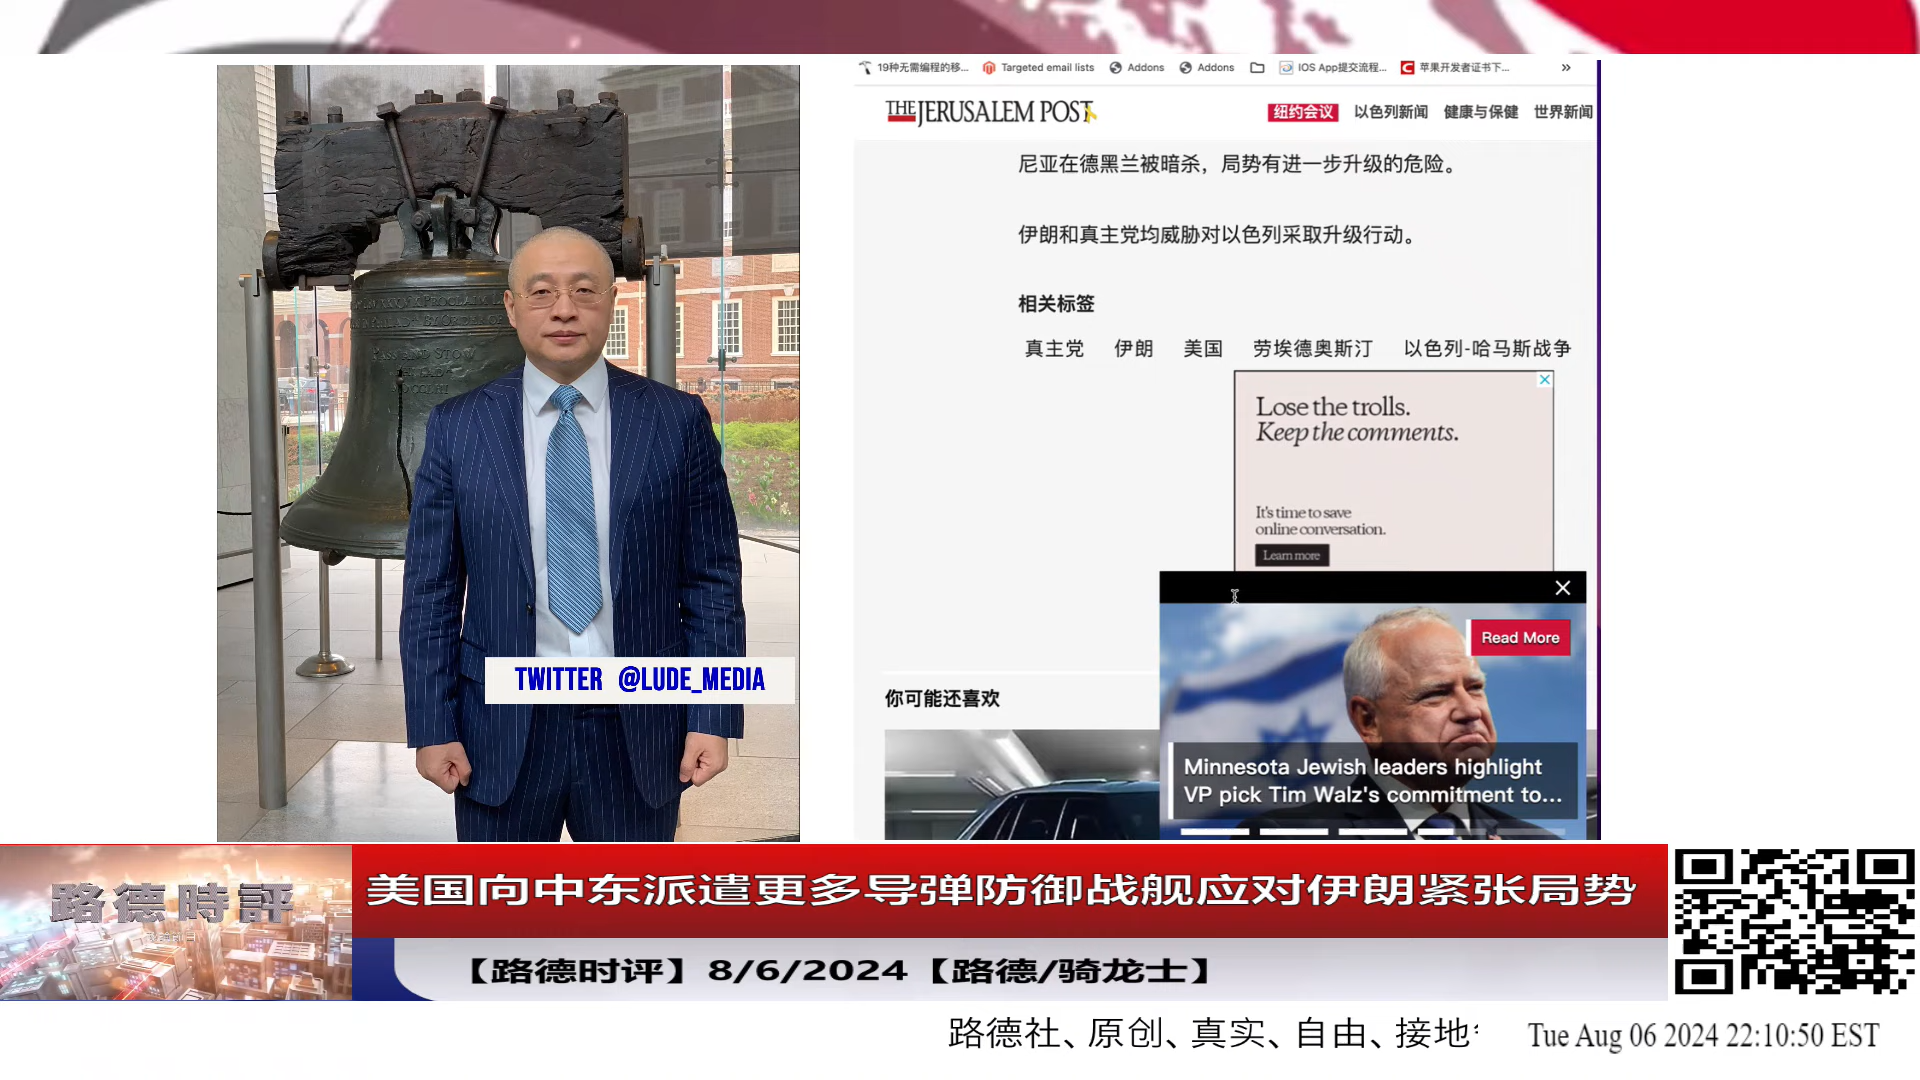 19种无需编程的移...
Targeted email lists
Addons
Addons
IOS App提交流程...
苹果开发者证书下...
»
THE JERUSALEM POST
纽约会议 以色列新闻 健康与保健 世界新闻
尼亚在德黑兰被暗杀，局势有进一步升级的危险。
伊朗和真主党均威胁对以色列采取升级行动。
相关标签
真主党 伊朗 美国 劳埃德奥斯汀 以色列-哈马斯战争
Lose the trolls.
Keep the comments.
It's time to save
online conversation.
Learn more
Read More
你可能还喜欢
Minnesota Jewish leaders highlight
VP pick Tim Walz's commitment to...
PASS AND STOW
TWITTER @LUDE_MEDIA
路德時評
美国向中东派遣更多导弹防御战舰应对伊朗紧张局势
【路德时评】8/6/2024【路德/骑龙士】
路德社、原创、真实、自由、接地
Tue Aug 06 2024 22:10:50 EST